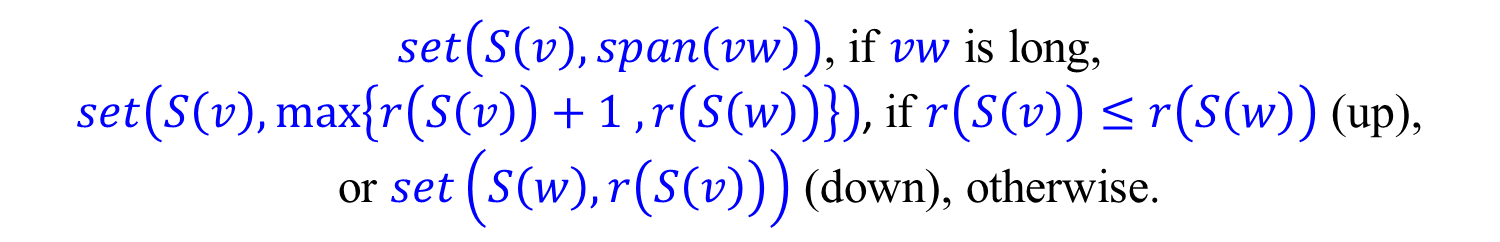 set(S(v), span(vw)), if vw is long,
set(S(v), max{r(S(v)) + 1 , r(S(w))}), if r(S(v)) ≤ r(S(w)) (up),
or set (S(w), r(S(v))) (down), otherwise.